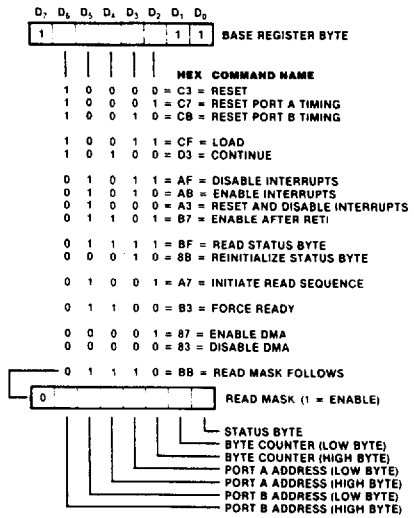 D7 D6 D5 D4 D3 D2 D1 D0
1 1 1 BASE REGISTER BYTE
HEX COMMAND NAME
1 0 0 0 0 = C3 = RESET
1 0 0 0 1 = C7 = RESET PORT A TIMING
1 0 0 1 0 = CB = RESET PORT B TIMING
1 0 0 1 1 = CF = LOAD
1 0 1 0 0 = D3 = CONTINUE
0 1 0 1 1 = AF = DISABLE INTERRUPTS
0 1 0 1 0 = AB = ENABLE INTERRUPTS
0 1 0 0 0 = A3 = RESET AND DISABLE INTERRUPTS
0 1 1 0 1 = B7 = ENABLE AFTER RETI
0 1 1 1 1 = BF = READ STATUS BYTE
0 0 0 1 0 = 8B = REINITIALIZE STATUS BYTE
0 1 0 0 1 = A7 = INITIATE READ SEQUENCE
0 1 1 0 0 = B3 = FORCE READY
0 0 0 0 1 = 87 = ENABLE DMA
0 0 0 0 0 = 83 = DISABLE DMA
0 1 1 1 0 = BB = READ MASK FOLLOWS
0 READ MASK (1 = ENABLE)
STATUS BYTE
BYTE COUNTER (LOW BYTE)
BYTE COUNTER (HIGH BYTE)
PORT A ADDRESS (LOW BYTE)
PORT A ADDRESS (HIGH BYTE)
PORT B ADDRESS (LOW BYTE)
PORT B ADDRESS (HIGH BYTE)